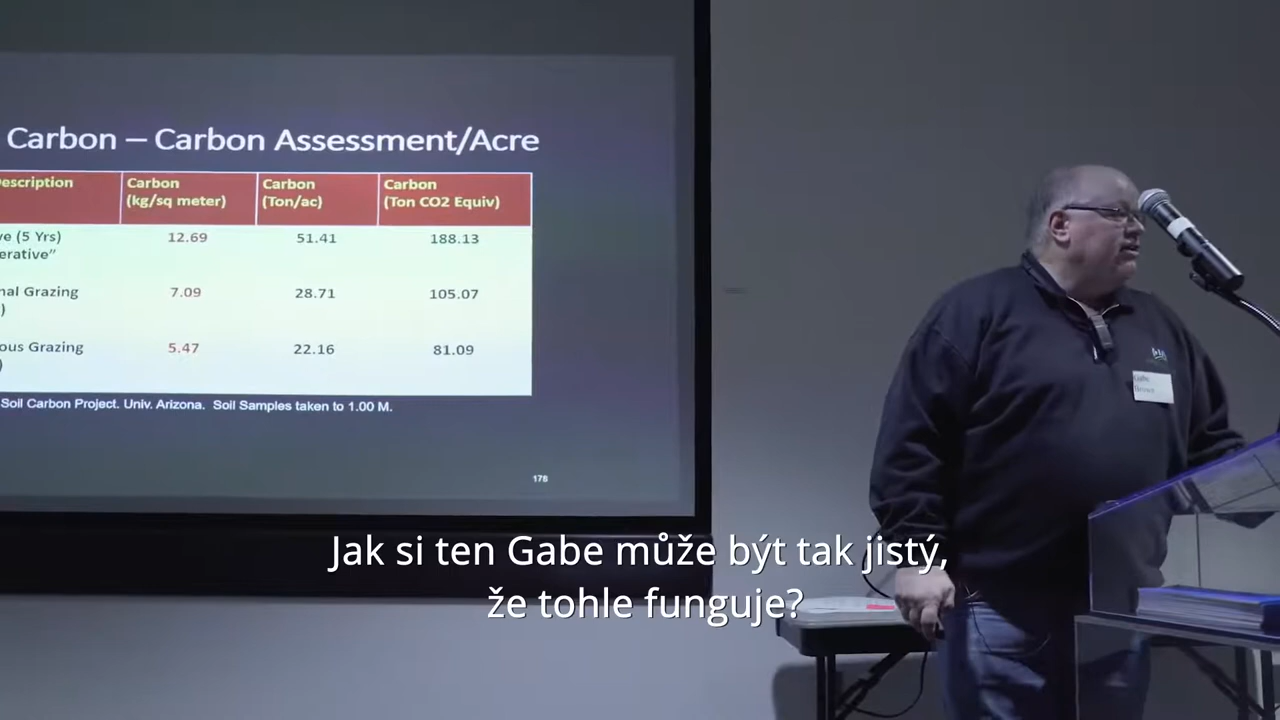 Carbon – Carbon Assessment/Acre
escription
Carbon
(kg/sq meter)
Carbon
(Ton/ac)
Carbon
(Ton CO2 Equiv)
ve (5 Yrs)
erative”
12.69
51.41
188.13
nal Grazing
)
7.09
28.71
105.07
ous Grazing
)
5.47
22.16
81.09
Soil Carbon Project. Univ. Arizona. Soil Samples taken to 1.00 M.
178
Gabe
Brown
Jak si ten Gabe může být tak jistý,
že tohle funguje?